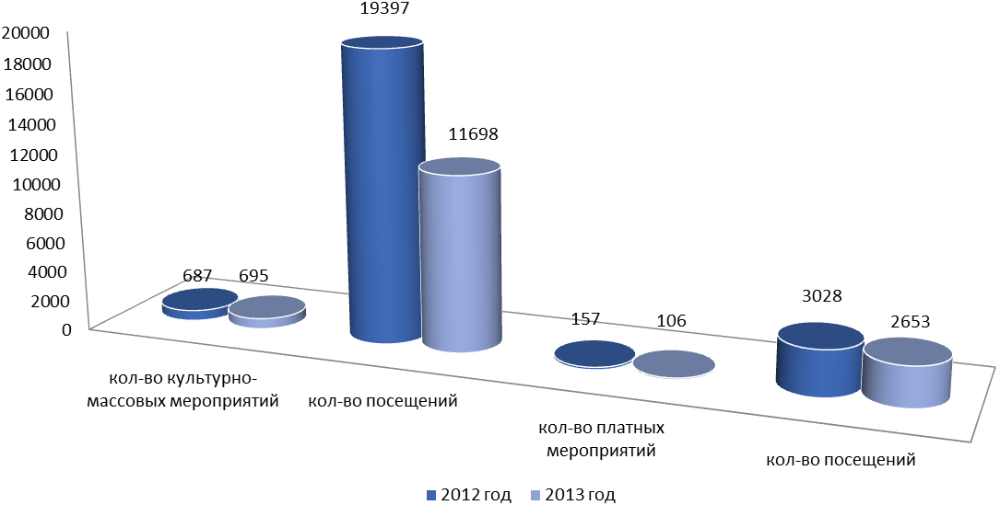 19397
20000
18000
16000
14000
12000
10000
8000
6000
4000
2000
0
11698
687 695
157 106
3028
2653
кол-во культурно-
массовых мероприятий
кол-во посещений
кол-во платных
мероприятий
кол-во посещений
2012 год 2013 год